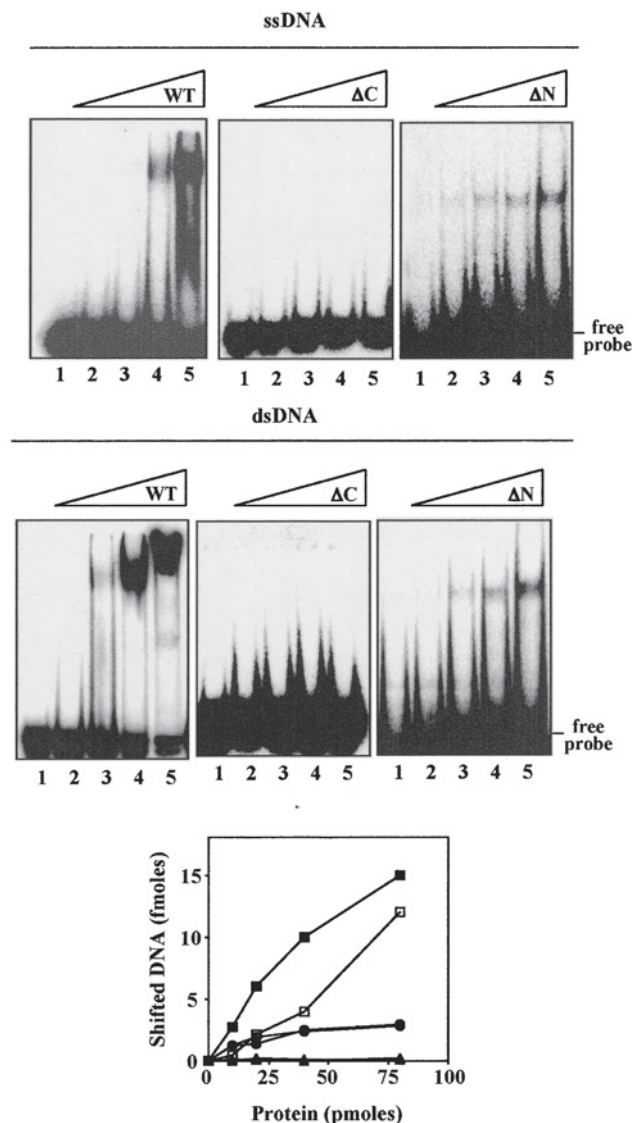 ssDNA
WT ΔC ΔN
free
probe
1 2 3 4 5 1 2 3 4 5 1 2 3 4 5
dsDNA
WT ΔC ΔN
free
probe
1 2 3 4 5 1 2 3 4 5 1 2 3 4 5
Shifted DNA (fmoles)
15
10
5
0
0 25 50 75 100
Protein (pmoles)